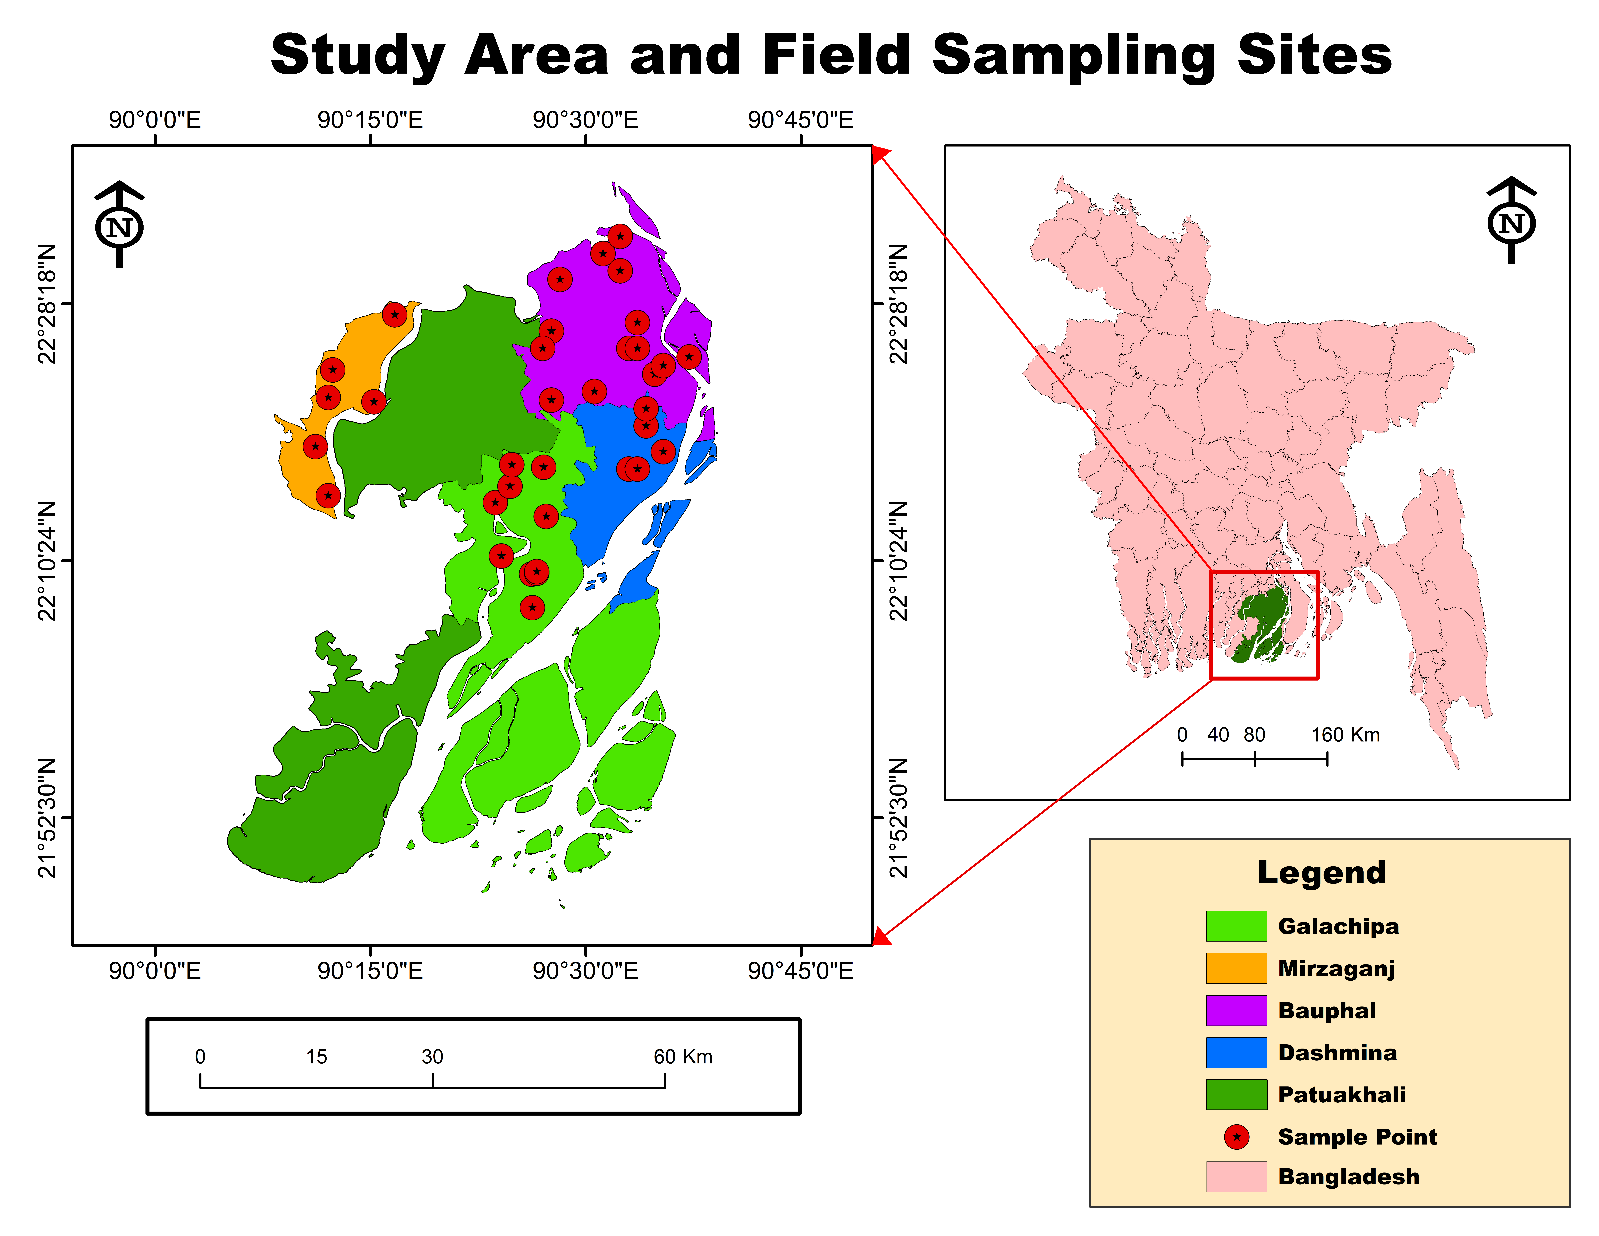 Study Area and Field Sampling Sites
90°0'0"E 90°15'0"E 90°30'0"E 90°45'0"E
N
N
22°28'18"N
22°28'18"N
22°10'24"N
22°10'24"N
21°52'30"N
21°52'30"N
0 40 80 160 Km
90°0'0"E 90°15'0"E 90°30'0"E 90°45'0"E
0 15 30 60 Km
Legend
Galachipa
Mirzaganj
Bauphal
Dashmina
Patuakhali
Sample Point
Bangladesh